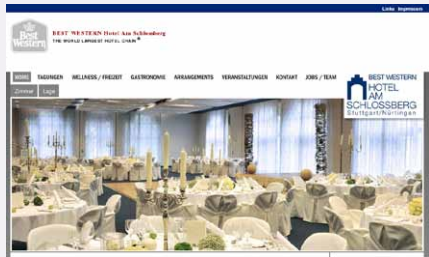 Links Impressum
Best Western
BEST WESTERN Hotel Am Schlossberg
THE WORLD LARGEST HOTEL CHAIN ®
HOME TAGUNGEN WELLNESS / FREIZEIT GASTRONOMIE ARRANGEMENTS VERANSTALTUNGEN KONTAKT JOBS / TEAM
Zimmer Lage
BEST WESTERN
HOTEL
AM
SCHLOSSBERG
Stuttgart/Nürtingen